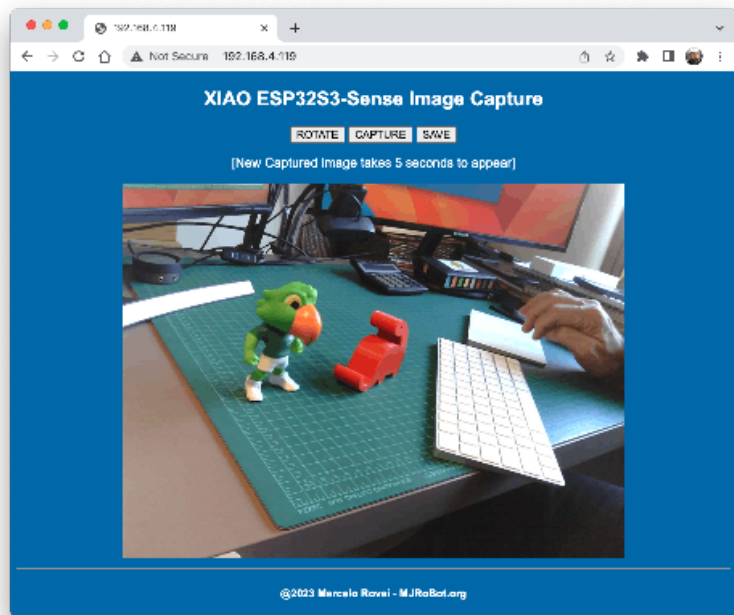 192.168.4.119
Not Secure 192.168.4.119
XIAO ESP32S3-Sense Image Capture
ROTATE CAPTURE SAVE
[New Captured Image takes 5 seconds to appear]
@2023 Marcelo Rovai - MJRoBot.org